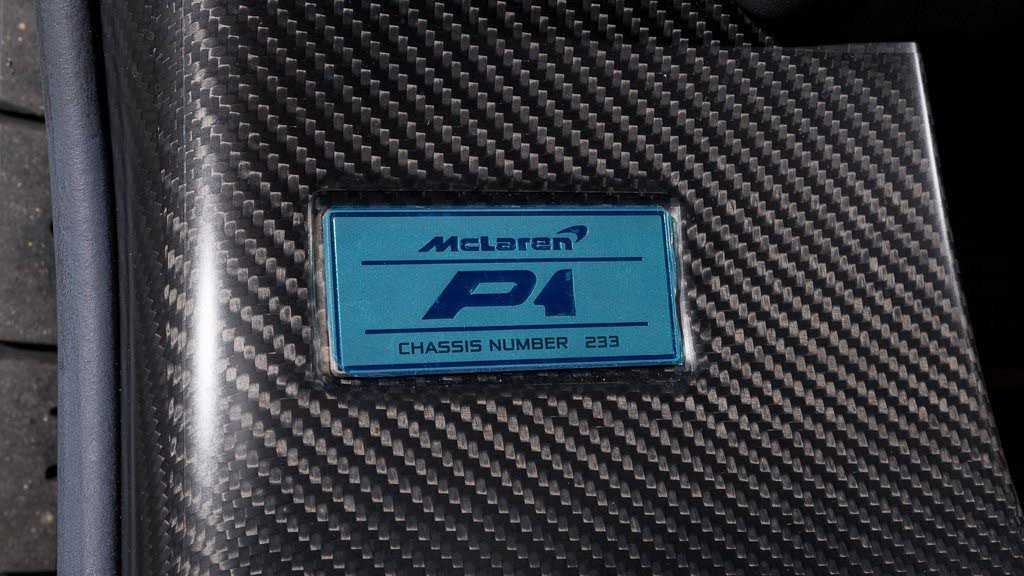 McLaren
P1
CHASSIS NUMBER 233